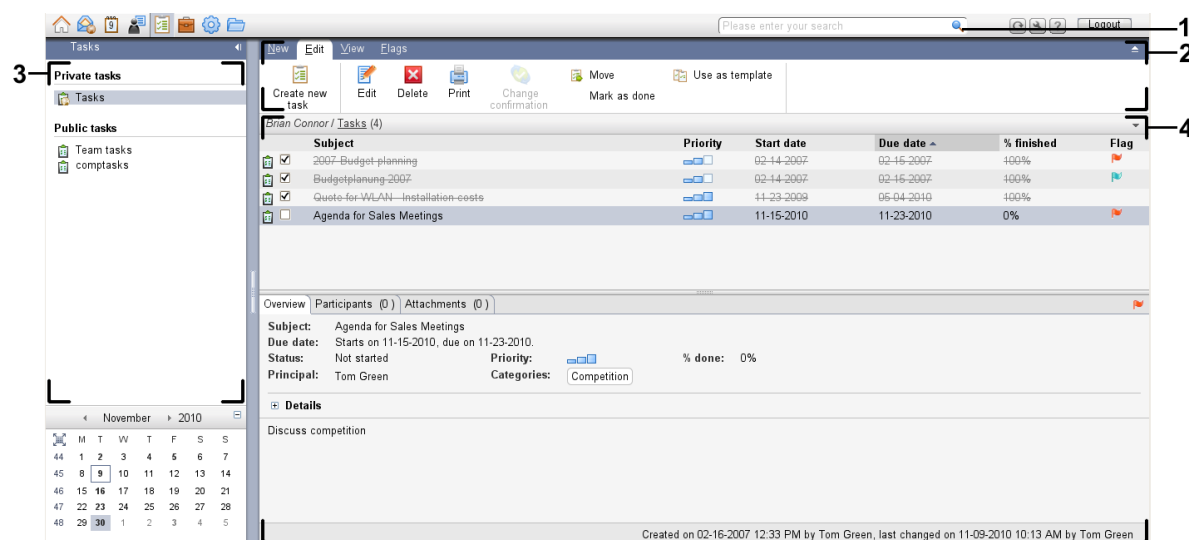 9
Please enter your search
?
Logout
1
Tasks
New Edit View Flags
2
3
Private tasks
Tasks
Public tasks
Team tasks
comptasks
Create new task
Edit
Delete
Print
Change confirmation
Move
Mark as done
Use as template
Brian Connor / Tasks (4)
4
Subject Priority Start date Due date % finished Flag
2007 Budget planning 02-14-2007 02-15-2007 100%
Budgetplanung 2007 02-14-2007 02-15-2007 100%
Quote for WLAN - Installation costs 11-23-2009 05-04-2010 100%
Agenda for Sales Meetings 11-15-2010 11-23-2010 0%
Overview Participants (0) Attachments (0)
Subject: Agenda for Sales Meetings
Due date: Starts on 11-15-2010, due on 11-23-2010.
Status: Not started Priority: % done: 0%
Principal: Tom Green Categories: Competition
Details
Discuss competition
November 2010
M T W T F S S
44 1 2 3 4 5 6 7
45 8 9 10 11 12 13 14
46 15 16 17 18 19 20 21
47 22 23 24 25 26 27 28
48 29 30 1 2 3 4 5
Created on 02-16-2007 12:33 PM by Tom Green, last changed on 11-09-2010 10:13 AM by Tom Green